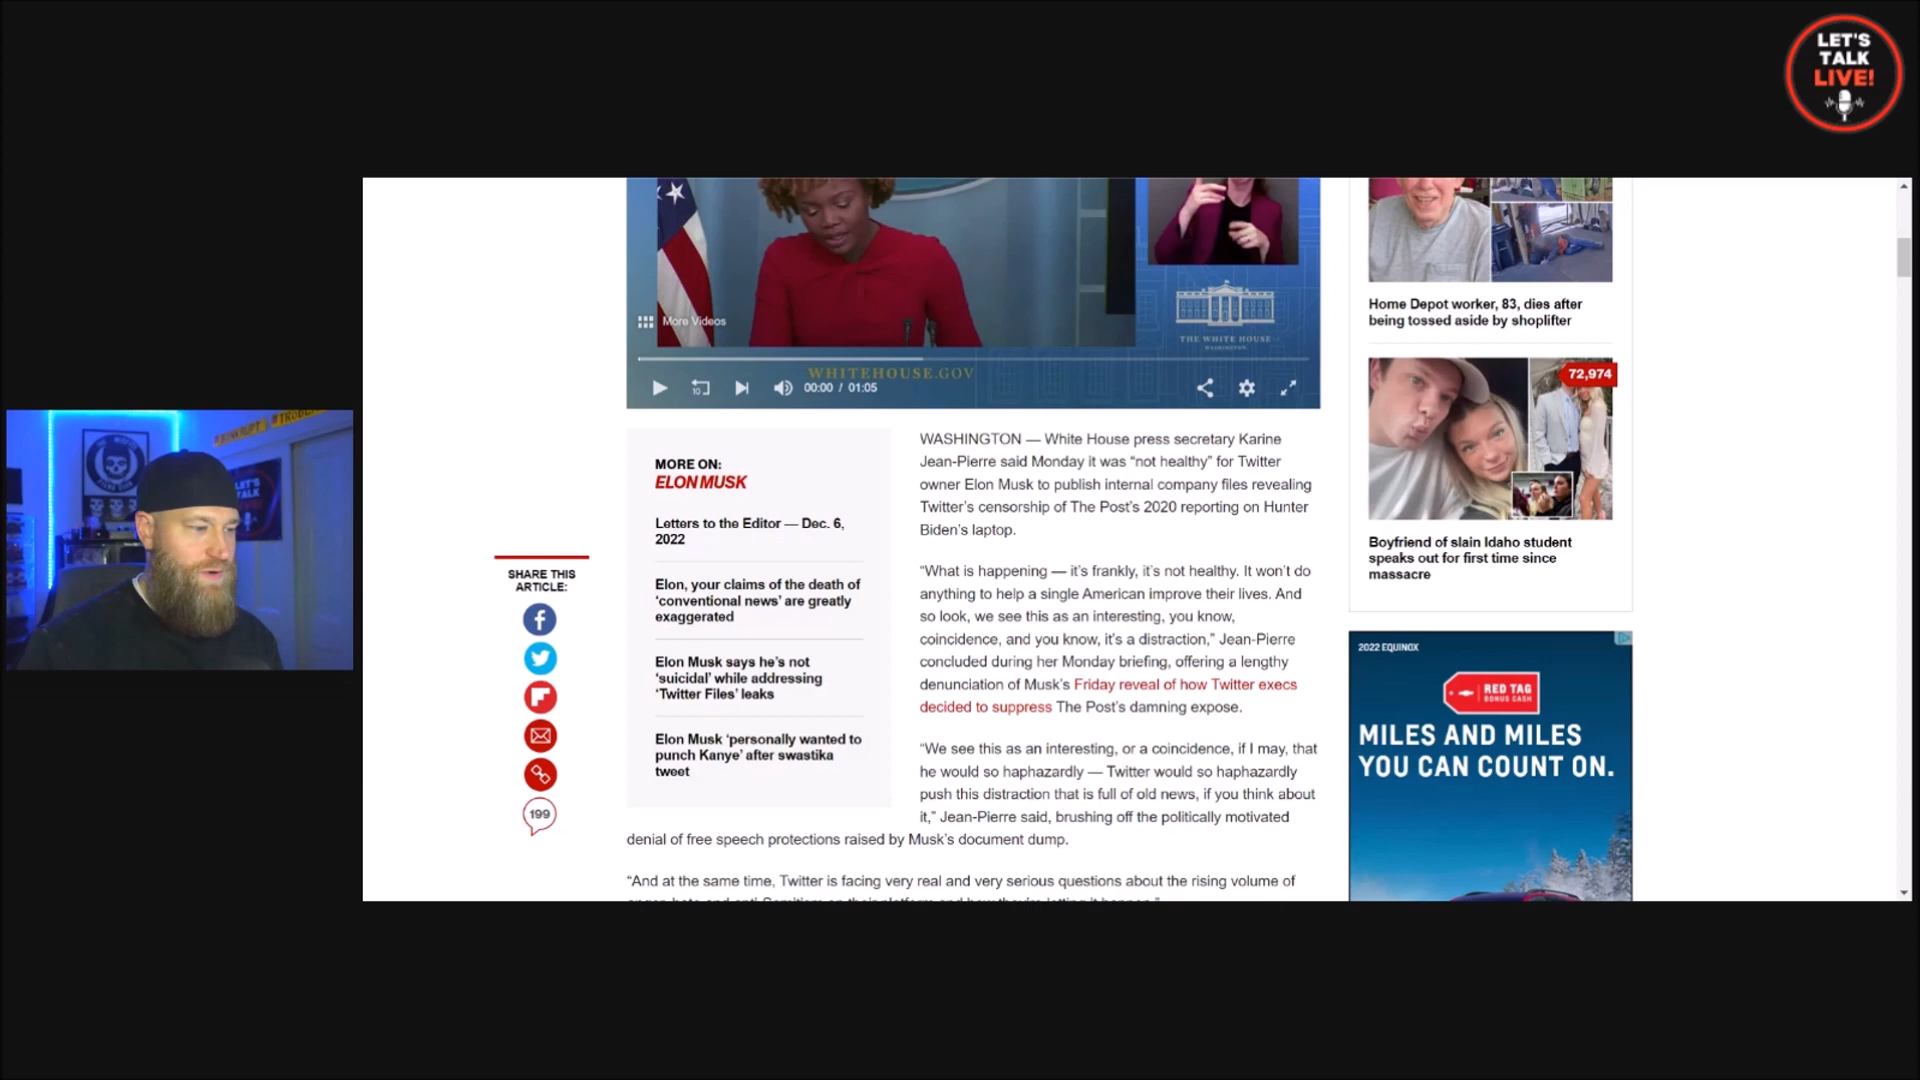 LET'S
TALK
LIVE!
More Videos
THE WHITE HOUSE
WASHINGTON
WHITEHOUSE.GOV
00:00 / 01:05
Home Depot worker, 83, dies after
being tossed aside by shoplifter
72,974
Boyfriend of slain Idaho student
speaks out for first time since
massacre
SHARE THIS
ARTICLE:
199
MORE ON:
ELON MUSK
Letters to the Editor — Dec. 6,
2022
Elon, your claims of the death of
‘conventional news’ are greatly
exaggerated
Elon Musk says he’s not
‘suicidal’ while addressing
‘Twitter Files’ leaks
Elon Musk ‘personally wanted to
punch Kanye’ after swastika
tweet
WASHINGTON — White House press secretary Karine
Jean-Pierre said Monday it was “not healthy” for Twitter
owner Elon Musk to publish internal company files revealing
Twitter’s censorship of The Post’s 2020 reporting on Hunter
Biden’s laptop.
“What is happening — it’s frankly, it’s not healthy. It won’t do
anything to help a single American improve their lives. And
so look, we see this as an interesting, you know,
coincidence, and you know, it’s a distraction,” Jean-Pierre
concluded during her Monday briefing, offering a lengthy
denunciation of Musk’s Friday reveal of how Twitter execs
decided to suppress The Post’s damning expose.
“We see this as an interesting, or a coincidence, if I may, that
he would so haphazardly — Twitter would so haphazardly
push this distraction that is full of old news, if you think about
it,” Jean-Pierre said, brushing off the politically motivated
denial of free speech protections raised by Musk’s document dump.
“And at the same time, Twitter is facing very real and very serious questions about the rising volume of
2022 EQUINOX
RED TAG
BONUS CASH
MILES AND MILES
YOU CAN COUNT ON.
LET'S
TALK